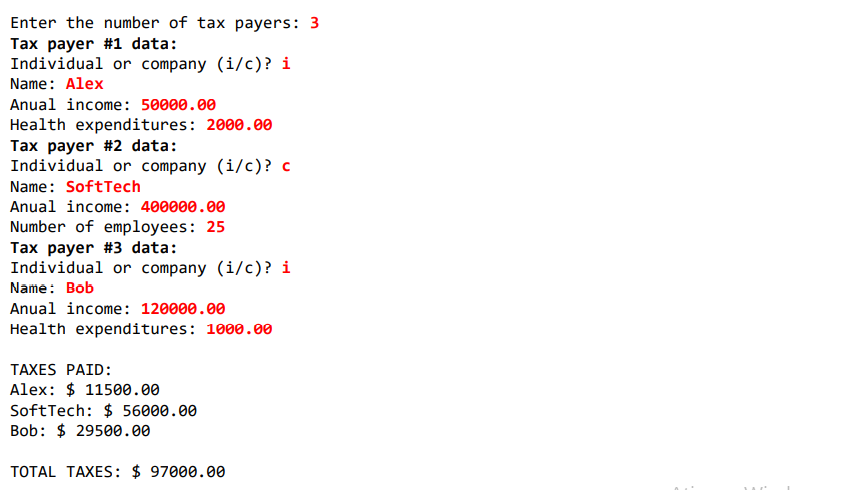 Enter the number of tax payers: 3
Tax payer #1 data:
Individual or company (i/c)? i
Name: Alex
Anual income: 50000.00
Health expenditures: 2000.00
Tax payer #2 data:
Individual or company (i/c)? c
Name: SoftTech
Anual income: 400000.00
Number of employees: 25
Tax payer #3 data:
Individual or company (i/c)? i
Name: Bob
Anual income: 120000.00
Health expenditures: 1000.00
TAXES PAID:
Alex: $ 11500.00
SoftTech: $ 56000.00
Bob: $ 29500.00
TOTAL TAXES: $ 97000.00